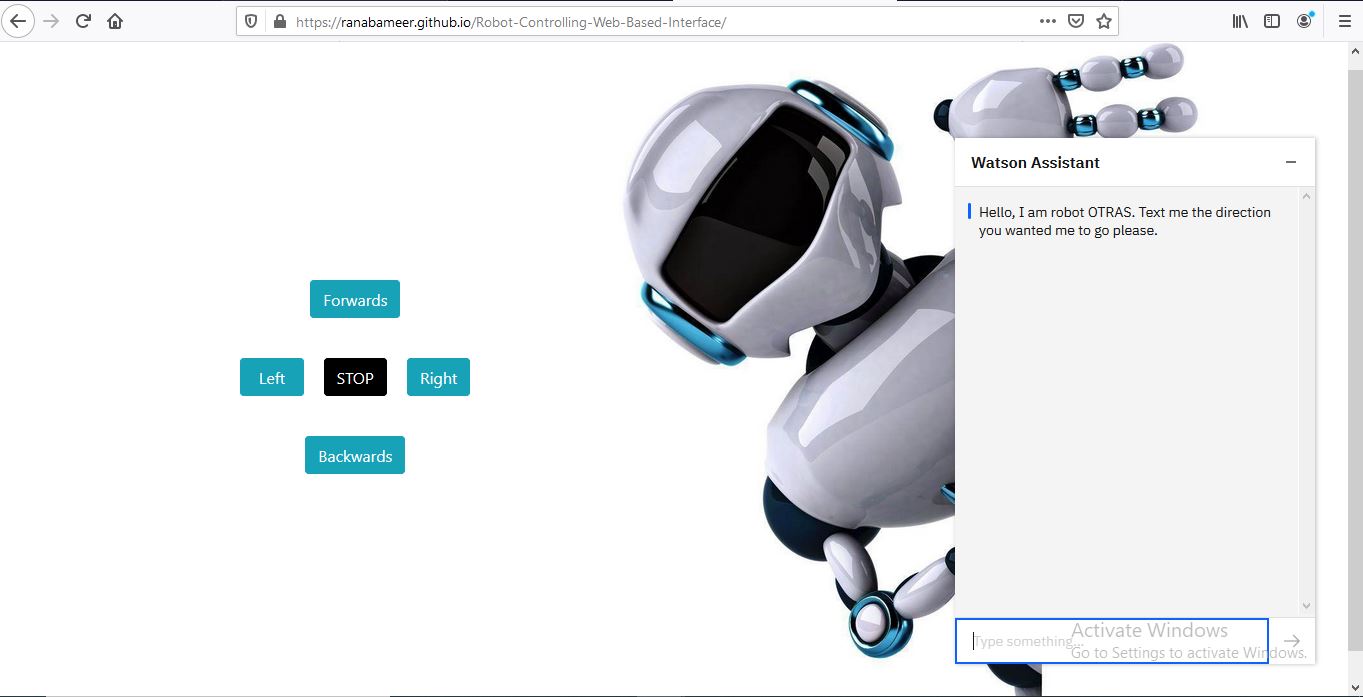 https://ranabameer.github.io/Robot-Controlling-Web-Based-Interface/
Forwards
Left STOP Right
Backwards
Watson Assistant
Hello, I am robot OTRAS. Text me the direction
you wanted me to go please.
Type something...
Activate Windows
Go to Settings to activate Windows.